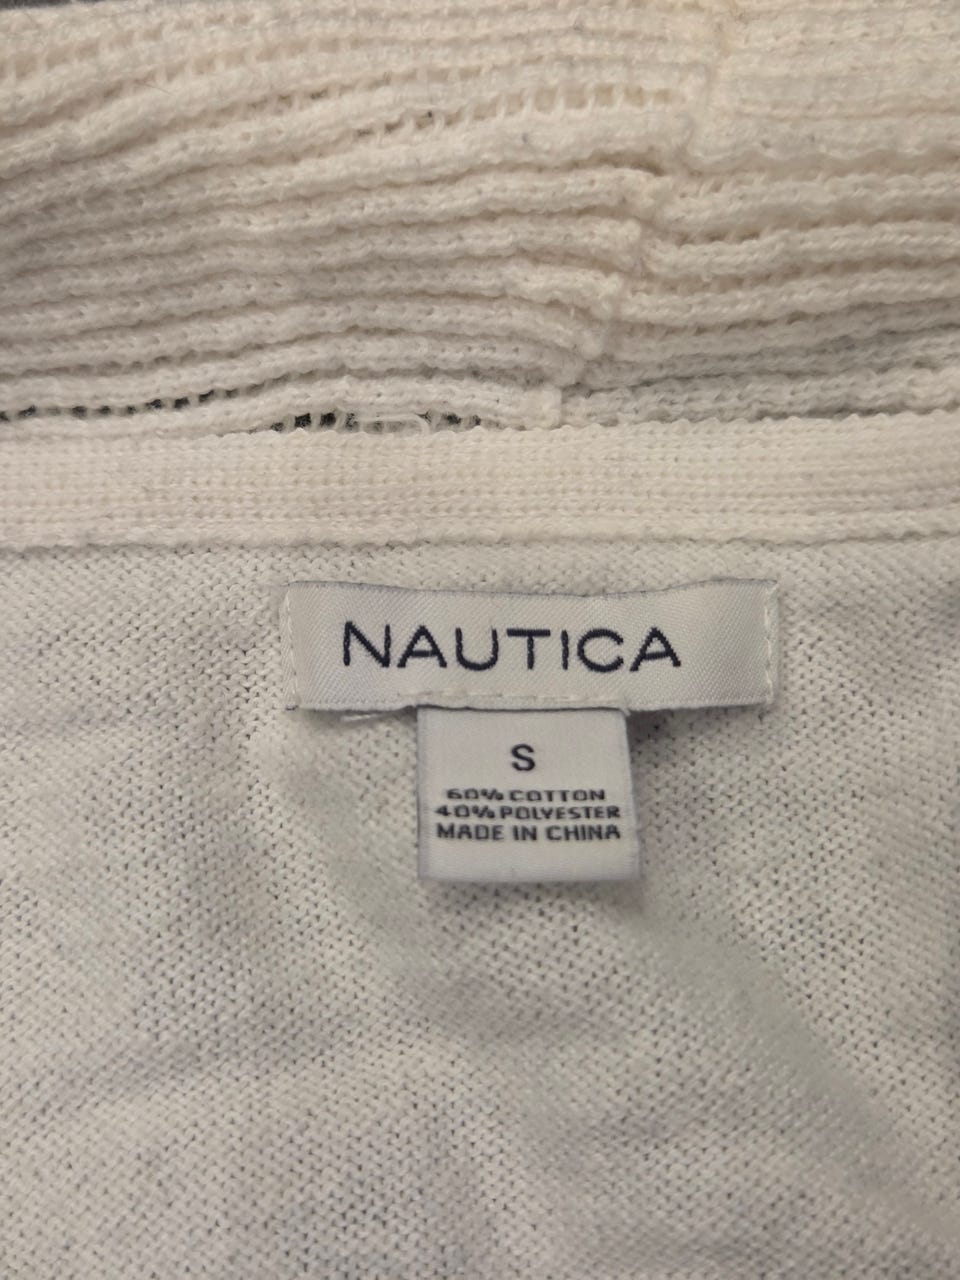 NAUTICA
S
60% COTTON
40% POLYESTER
MADE IN CHINA